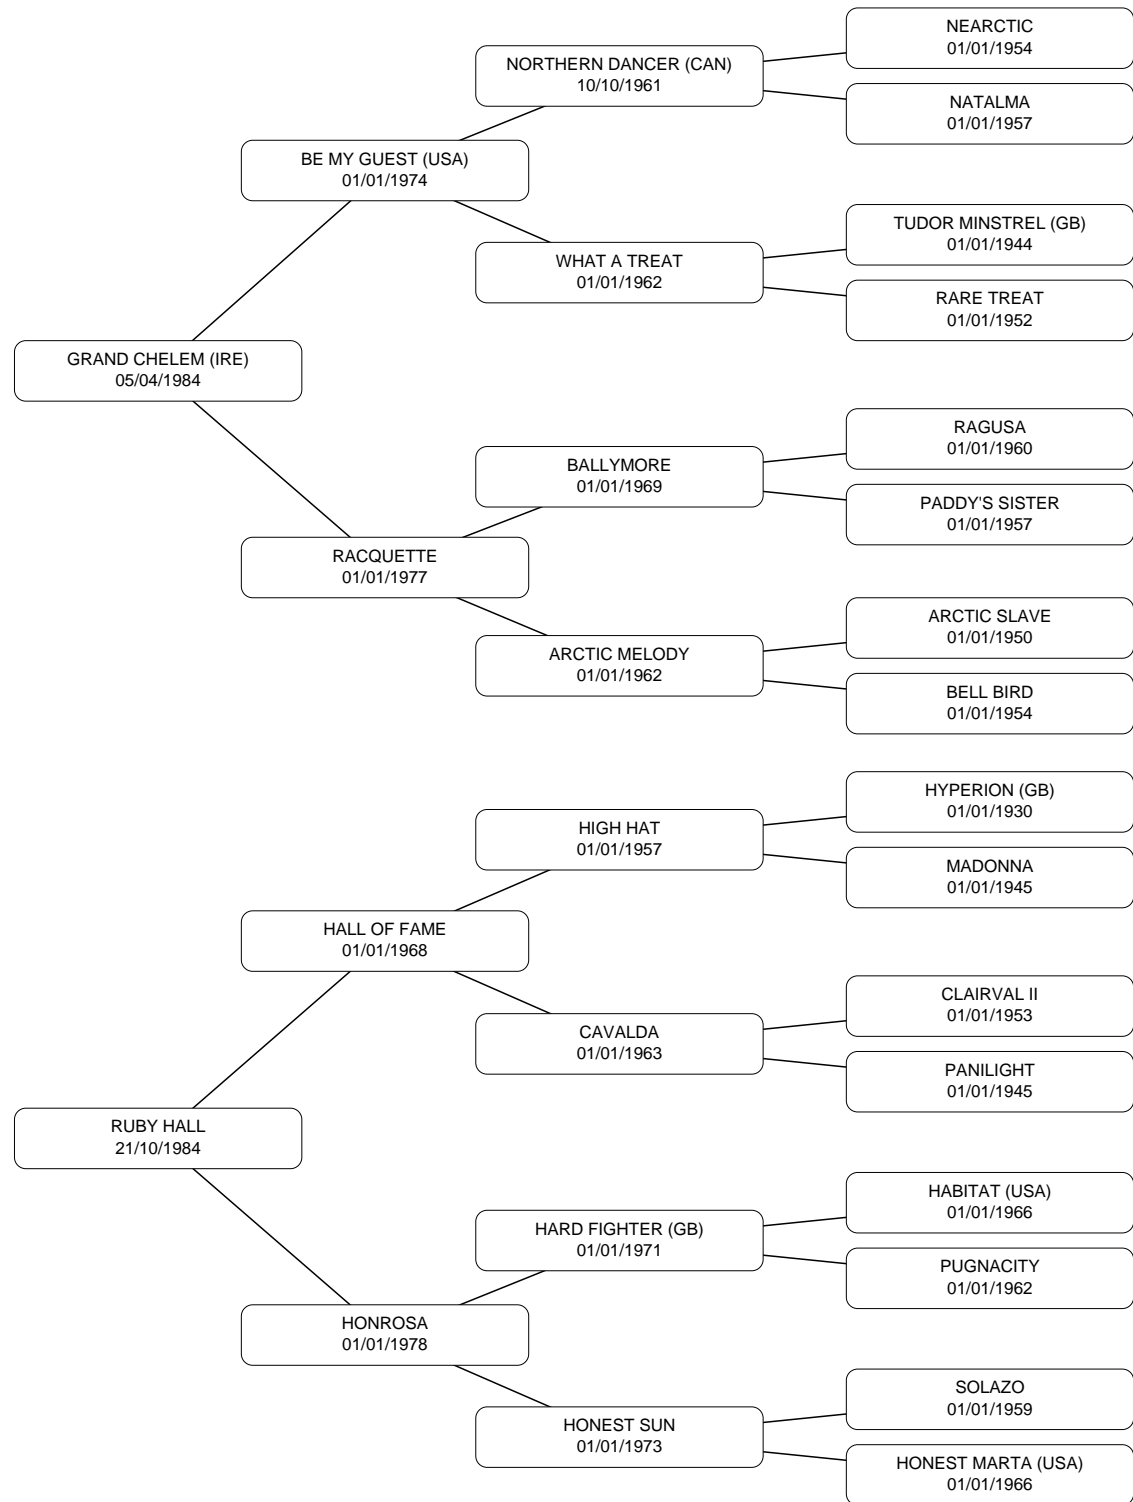 NEARCTIC
01/01/1954
NORTHERN DANCER (CAN)
10/10/1961
NATALMA
01/01/1957
BE MY GUEST (USA)
01/01/1974
TUDOR MINSTREL (GB)
01/01/1944
WHAT A TREAT
01/01/1962
RARE TREAT
01/01/1952
GRAND CHELEM (IRE)
05/04/1984
RAGUSA
01/01/1960
BALLYMORE
01/01/1969
PADDY'S SISTER
01/01/1957
RACQUETTE
01/01/1977
ARCTIC SLAVE
01/01/1950
ARCTIC MELODY
01/01/1962
BELL BIRD
01/01/1954
HYPERION (GB)
01/01/1930
HIGH HAT
01/01/1957
MADONNA
01/01/1945
HALL OF FAME
01/01/1968
CLAIRVAL II
01/01/1953
CAVALDA
01/01/1963
PANILIGHT
01/01/1945
RUBY HALL
21/10/1984
HABITAT (USA)
01/01/1966
HARD FIGHTER (GB)
01/01/1971
PUGNACITY
01/01/1962
HONROSA
01/01/1978
SOLAZO
01/01/1959
HONEST SUN
01/01/1973
HONEST MARTA (USA)
01/01/1966